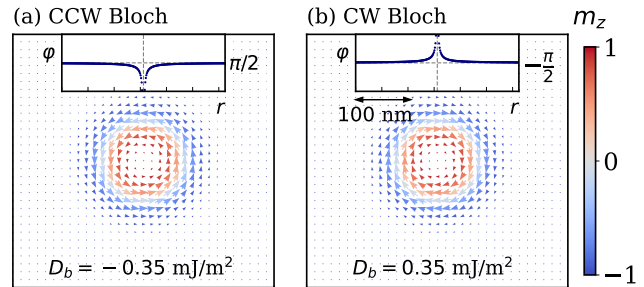 (a) CCW Bloch
(b) CW Bloch
m_z
φ
π/2
r
φ
−π/2
r
100 nm
1
0
−1
D_b = − 0.35 mJ/m²
D_b = 0.35 mJ/m²